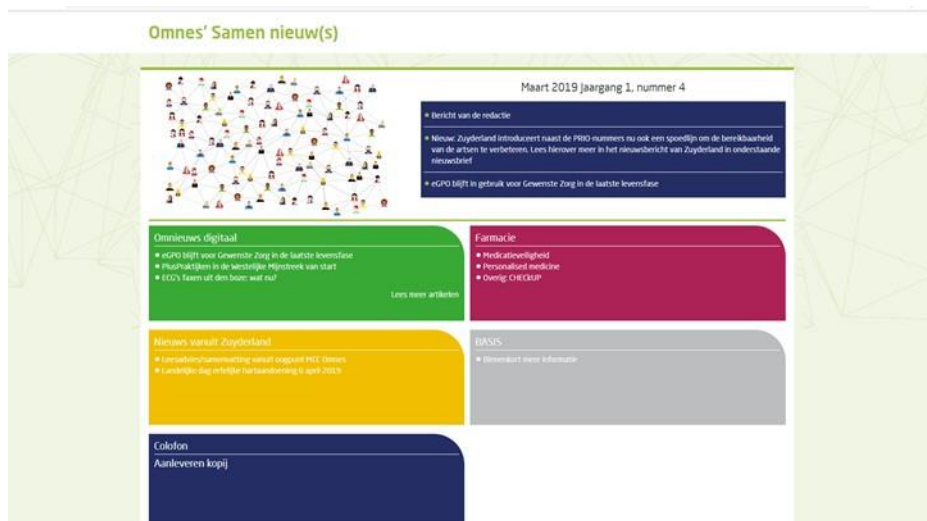 Omnes' Samen nieuw(s)
Maart 2019 Jaargang 1, nummer 4
Bericht van de redactie
Nieuw: Zuyderland introduceert naast de PRIO-nummers nu ook een spoedlijn om de bereikbaarheid
van de artsen te verbeteren. Lees hierover meer in het nieuwsbericht van Zuyderland in onderstaande
nieuwsbrief
eGPO blijft in gebruik voor Gewenste Zorg in de laatste levensfase
Omnieuws digitaal
eGPO blijft voor Gewenste Zorg in de laatste levensfase
PlusPraktijken in de Westelijke Mijnstreek van start
ECG's faxen uit den boze: wat nu?
Lees meer artikelen
Farmacie
Medicatieveiligheid
Personalised medicine
Overig: CHECkUP
Nieuws vanuit Zuyderland
Leesadvies/samenvatting vanuit oogpunt MCC Omnes
Landelijke dag erfelijke hartaandoening 6 april 2019
BASIS
Binnenkort meer informatie
Colofon
Aanleveren kopij